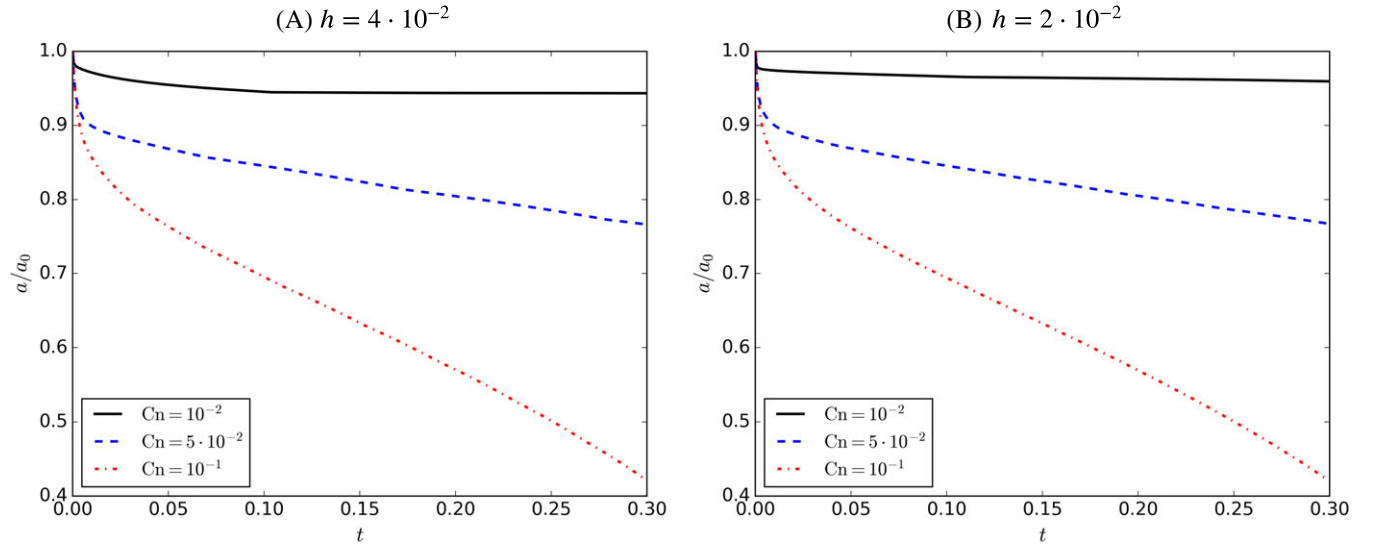 (A) h = 4 · 10⁻²
1.0
0.9
0.8
0.7
0.6
0.5
0.4
a/a₀
Cn = 10⁻²
Cn = 5 · 10⁻²
Cn = 10⁻¹
0.00 0.05 0.10 0.15 0.20 0.25 0.30
t
(B) h = 2 · 10⁻²
1.0
0.9
0.8
0.7
0.6
0.5
0.4
a/a₀
Cn = 10⁻²
Cn = 5 · 10⁻²
Cn = 10⁻¹
0.00 0.05 0.10 0.15 0.20 0.25 0.30
t